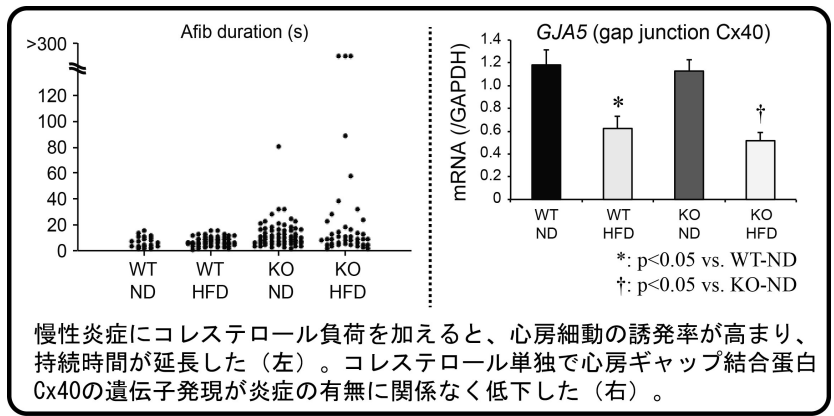 Afib duration (s)
>300
120
100
80
60
40
20
0
WT
ND
WT
HFD
KO
ND
KO
HFD
GJA5 (gap junction Cx40)
mRNA (/GAPDH)
1.4
1.2
1.0
0.8
0.6
0.4
0.2
0
*
†
WT
ND
WT
HFD
KO
ND
KO
HFD
*: p<0.05 vs. WT-ND
†: p<0.05 vs. KO-ND
慢性炎症にコレステロール負荷を加えると、心房細動の誘発率が高まり、
持続時間が延長した（左）。コレステロール単独で心房ギャップ結合蛋白
Cx40の遺伝子発現が炎症の有無に関係なく低下した（右）。